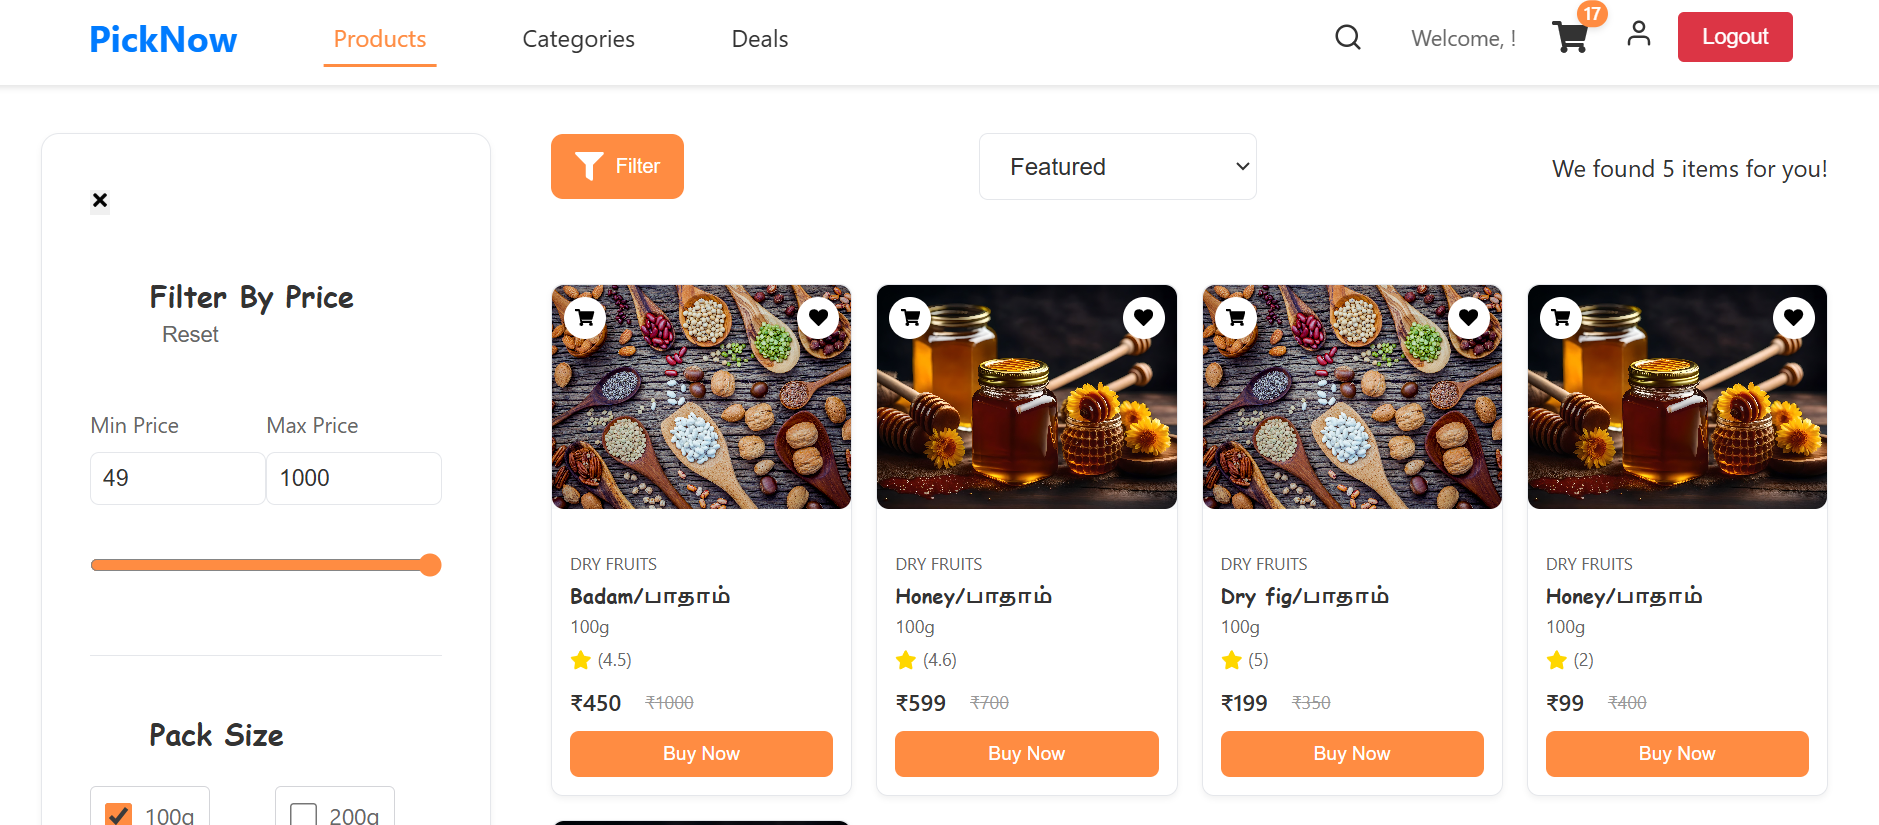 PickNow
Products
Categories
Deals
Welcome, !
17
Logout
Filter By Price
Reset
Min Price
Max Price
49
1000
Pack Size
100g
200g
Filter
Featured
We found 5 items for you!
DRY FRUITS
Badam/பாதாம்
100g
(4.5)
₹450 ₹1000
Buy Now
DRY FRUITS
Honey/பாதாம்
100g
(4.6)
₹599 ₹700
Buy Now
DRY FRUITS
Dry fig/பாதாம்
100g
(5)
₹199 ₹350
Buy Now
DRY FRUITS
Honey/பாதாம்
100g
(2)
₹99 ₹400
Buy Now